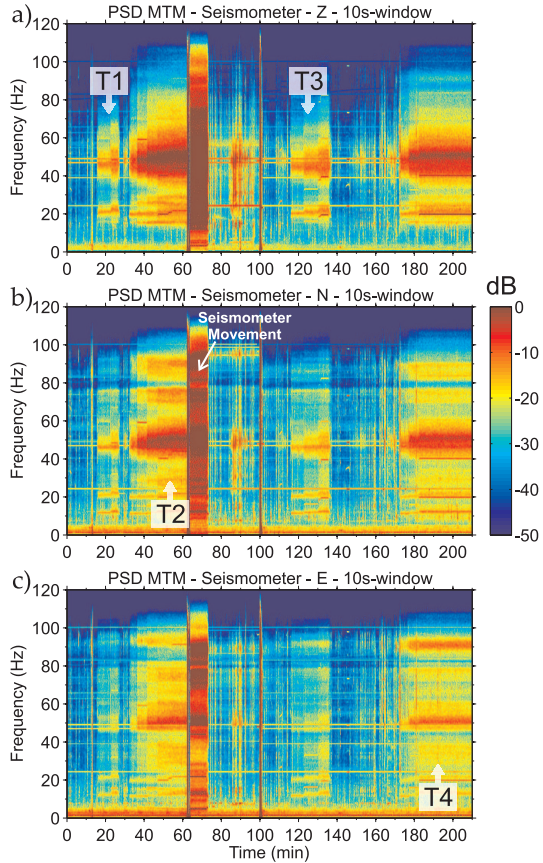 a) PSD MTM - Seismometer - Z - 10s-window
120
100
80
60
40
20
0
Frequency (Hz)
T1
T3
0 20 40 60 80 100 120 140 160 180 200
b) PSD MTM - Seismometer - N - 10s-window
120
100
80
60
40
20
0
Frequency (Hz)
Seismometer
Movement
T2
0 20 40 60 80 100 120 140 160 180 200
dB
0
-10
-20
-30
-40
-50
c) PSD MTM - Seismometer - E - 10s-window
120
100
80
60
40
20
0
Frequency (Hz)
T4
0 20 40 60 80 100 120 140 160 180 200
Time (min)